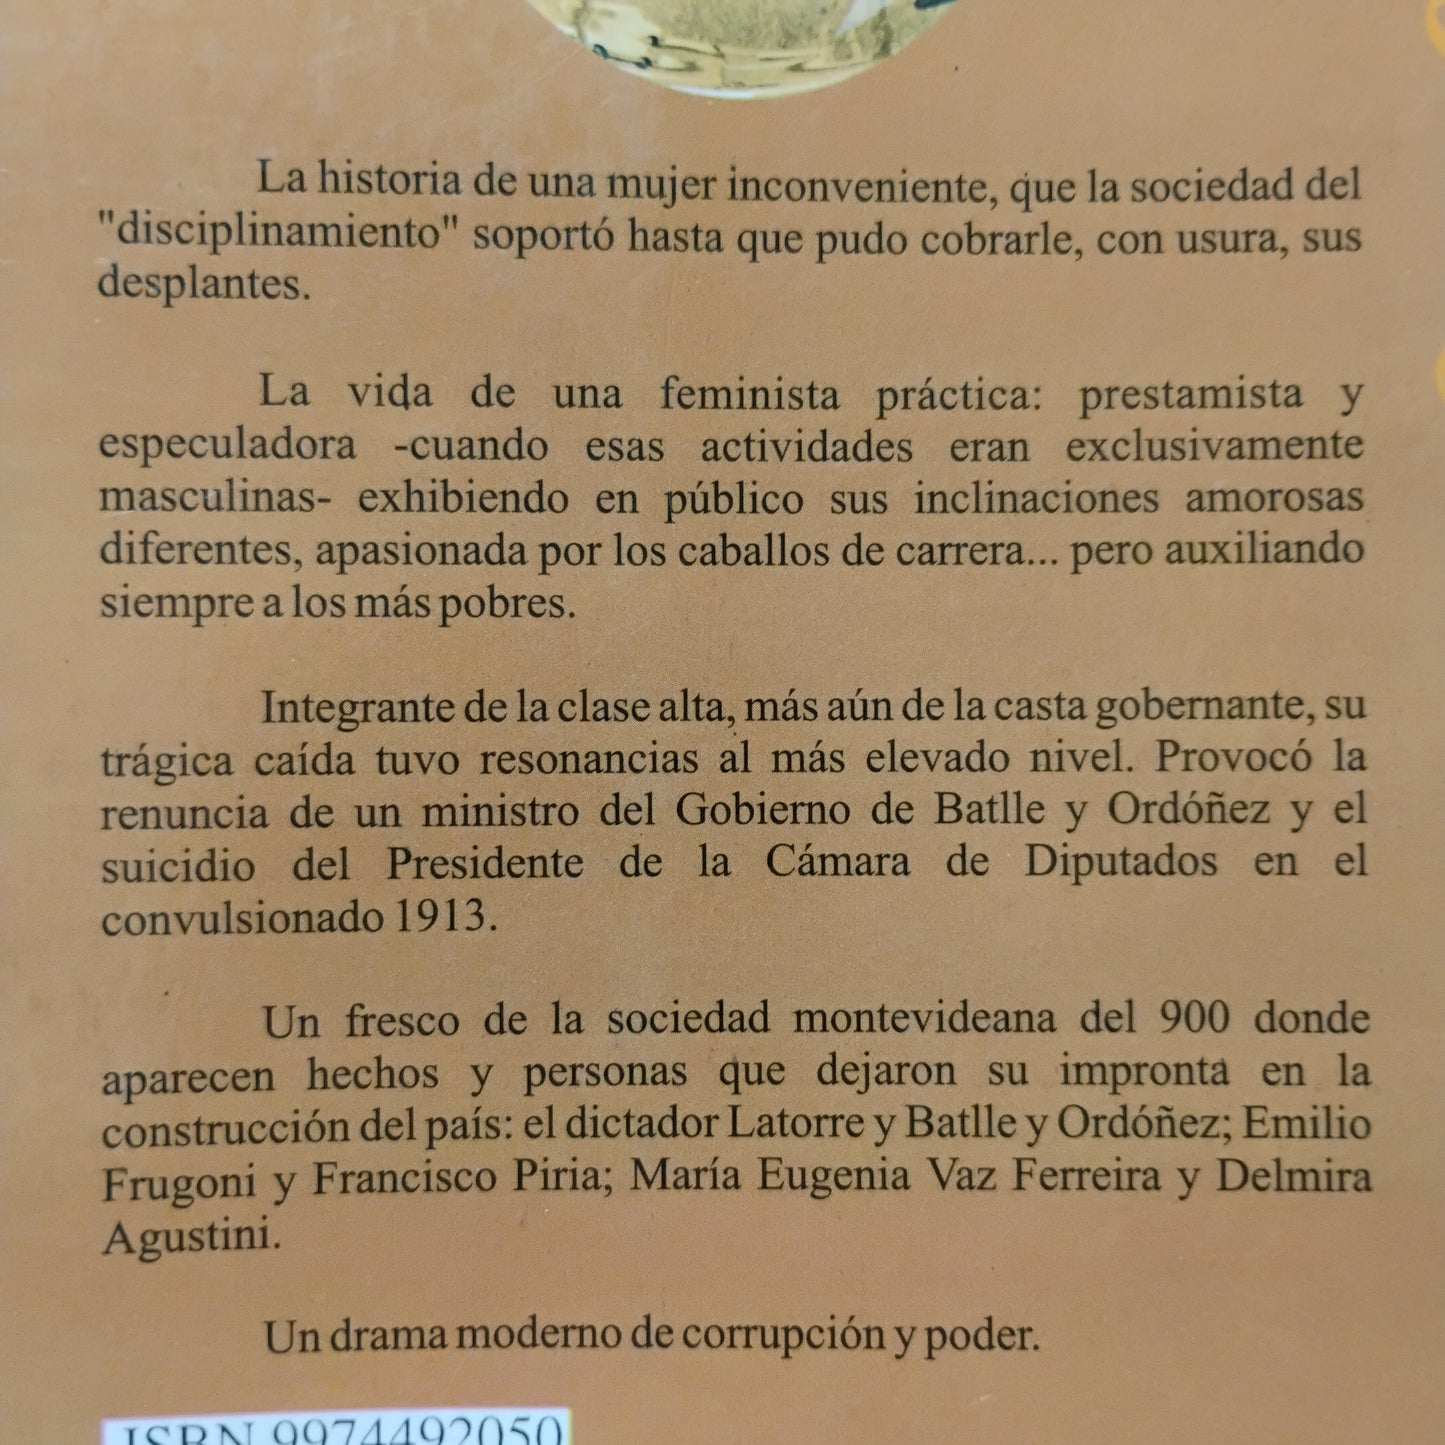 La historia de una mujer inconveniente, que la sociedad del
"disciplinamiento" soportó hasta que pudo cobrarle, con usura, sus
desplantes.
La vida de una feminista práctica: prestamista y
especuladora -cuando esas actividades eran exclusivamente
masculinas- exhibiendo en público sus inclinaciones amorosas
diferentes, apasionada por los caballos de carrera... pero auxiliando
siempre a los más pobres.
Integrante de la clase alta, más aún de la casta gobernante, su
trágica caída tuvo resonancias al más elevado nivel. Provocó la
renuncia de un ministro del Gobierno de Batlle y Ordóñez y el
suicidio del Presidente de la Cámara de Diputados en el
convulsionado 1913.
Un fresco de la sociedad montevideana del 900 donde
aparecen hechos y personas que dejaron su impronta en la
construcción del país: el dictador Latorre y Batlle y Ordóñez; Emilio
Frugoni y Francisco Piria; María Eugenia Vaz Ferreira y Delmira
Agustini.
Un drama moderno de corrupción y poder.
ISBN 9974492050